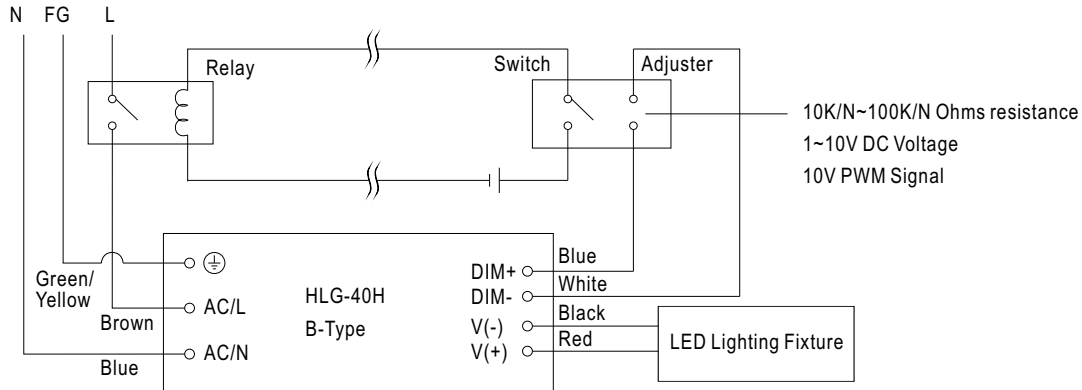 N FG L
Relay
Switch
Adjuster
10K/N~100K/N Ohms resistance
1~10V DC Voltage
10V PWM Signal
Green/
Yellow
Brown
Blue
AC/L
AC/N
HLG-40H
B-Type
DIM+
DIM-
V(-)
V(+)
Blue
White
Black
Red
LED Lighting Fixture